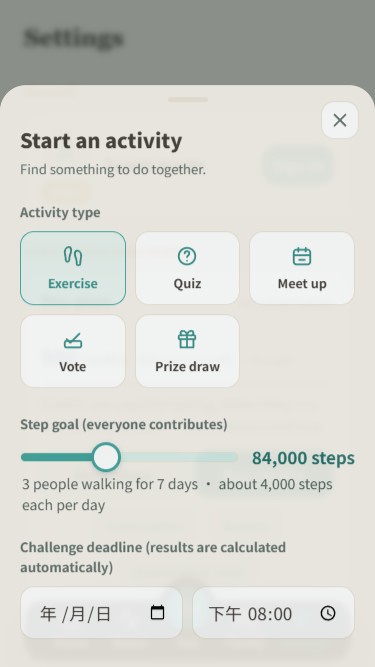 Settings
Start an activity
Find something to do together.
Activity type
Exercise
Quiz
Meet up
Vote
Prize draw
Step goal (everyone contributes)
84,000 steps
3 people walking for 7 days · about 4,000 steps
each per day
Challenge deadline (results are calculated
automatically)
年 /月/日
下午 08:00